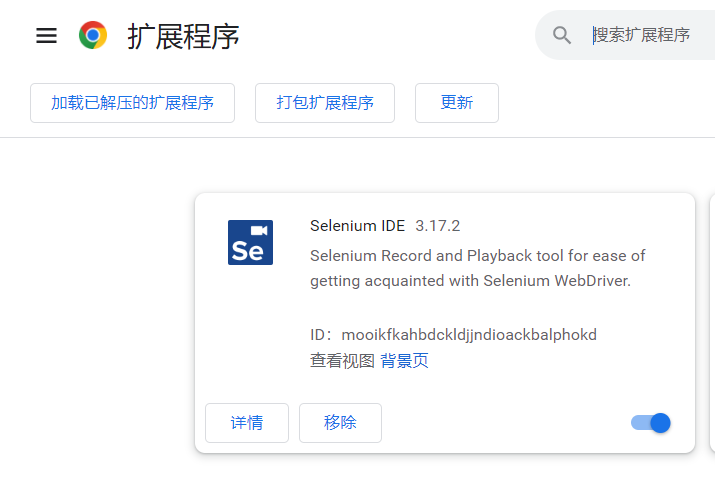 扩展程序
搜索扩展程序
加载已解压的扩展程序
打包扩展程序
更新
Se
Selenium IDE 3.17.2
Selenium Record and Playback tool for ease of
getting acquainted with Selenium WebDriver.
ID：mooikfkahbdckldjjndioackbalphokd
查看视图 背景页
详情
移除